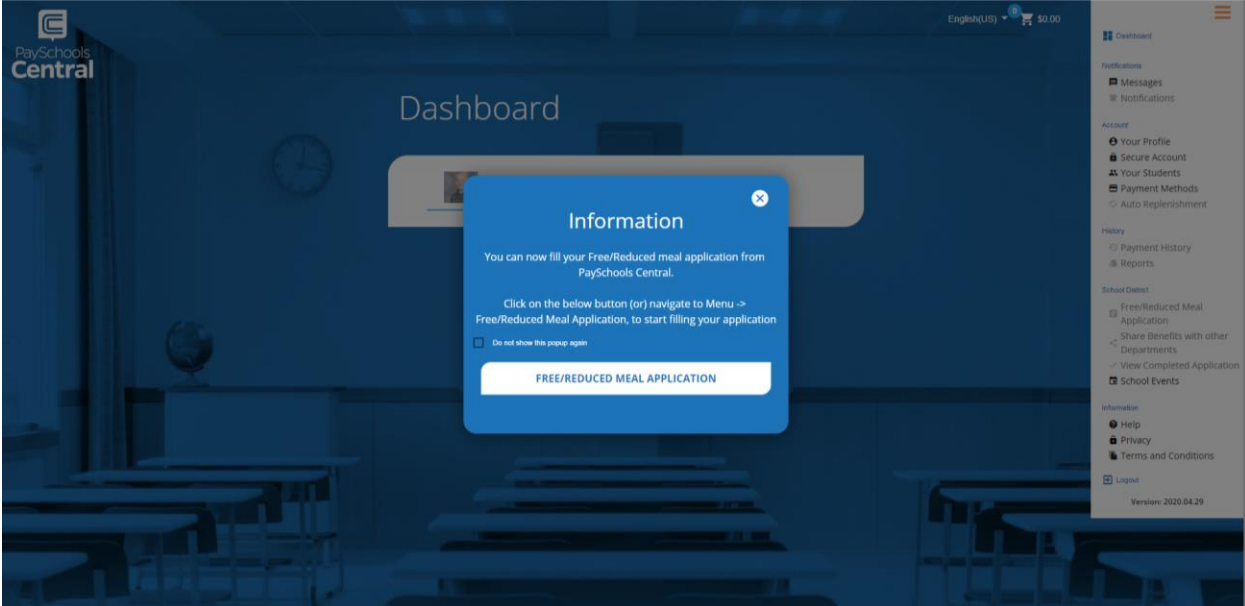 PaySchools
Central
English(US)
0
$0.00
Dashboard
Information
You can now fill your Free/Reduced meal application from
PaySchools Central.
Click on the below button (or) navigate to Menu ->
Free/Reduced Meal Application, to start filling your application
Do not show this popup again
FREE/REDUCED MEAL APPLICATION
Dashboard
Notifications
Messages
Notifications
Account
Your Profile
Secure Account
Your Students
Payment Methods
Auto Replenishment
History
Payment History
Reports
School District
Free/Reduced Meal
Application
Share Benefits with other
Departments
View Completed Application
School Events
Information
Help
Privacy
Terms and Conditions
Logout
Version: 2020.04.29